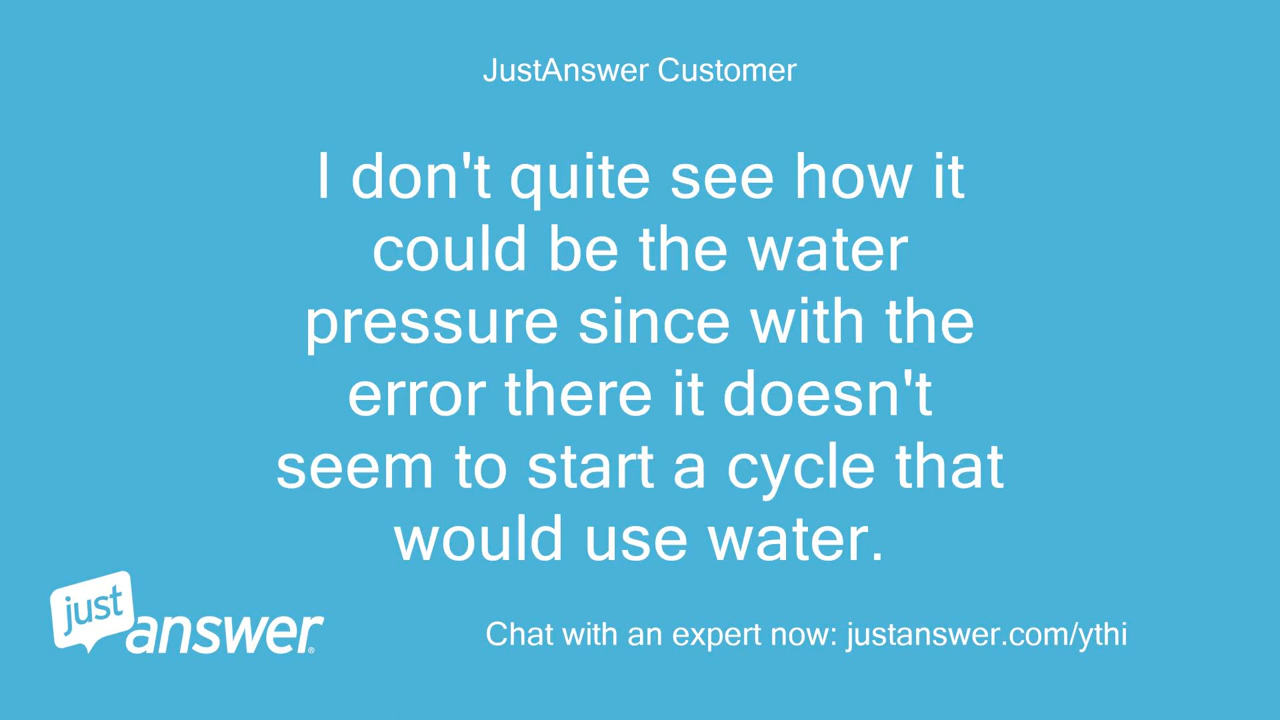 JustAnswer Customer
I don't quite see how it
could be the water
pressure since with the
error there it doesn't
seem to start a cycle that
would use water.
just
answer®
Chat with an expert now: justanswer.com/ythi